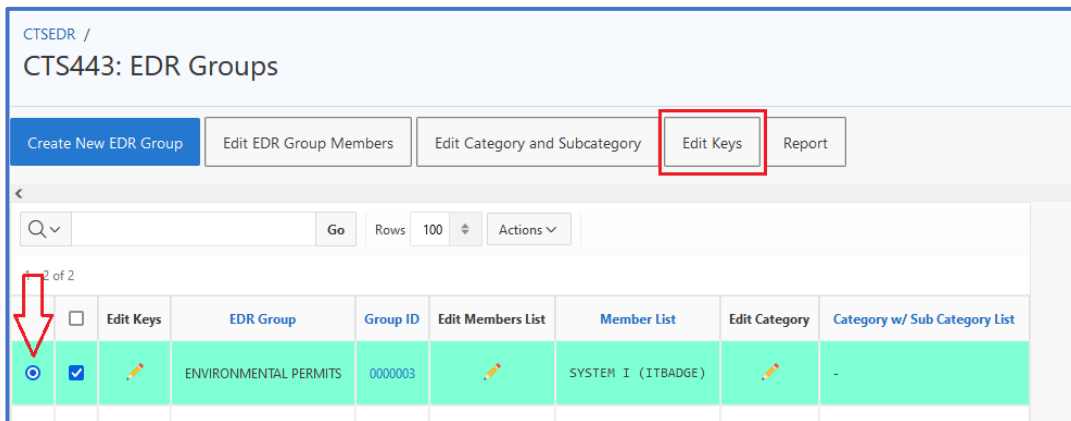 CTSEDR /
CTS443: EDR Groups
Create New EDR Group Edit EDR Group Members Edit Category and Subcategory Edit Keys Report
Go Rows 100 Actions
1 - 2 of 2
Edit Keys EDR Group Group ID Edit Members List Member List Edit Category Category w/ Sub Category List
ENVIRONMENTAL PERMITS 0000003 SYSTEM I (ITBADGE) -